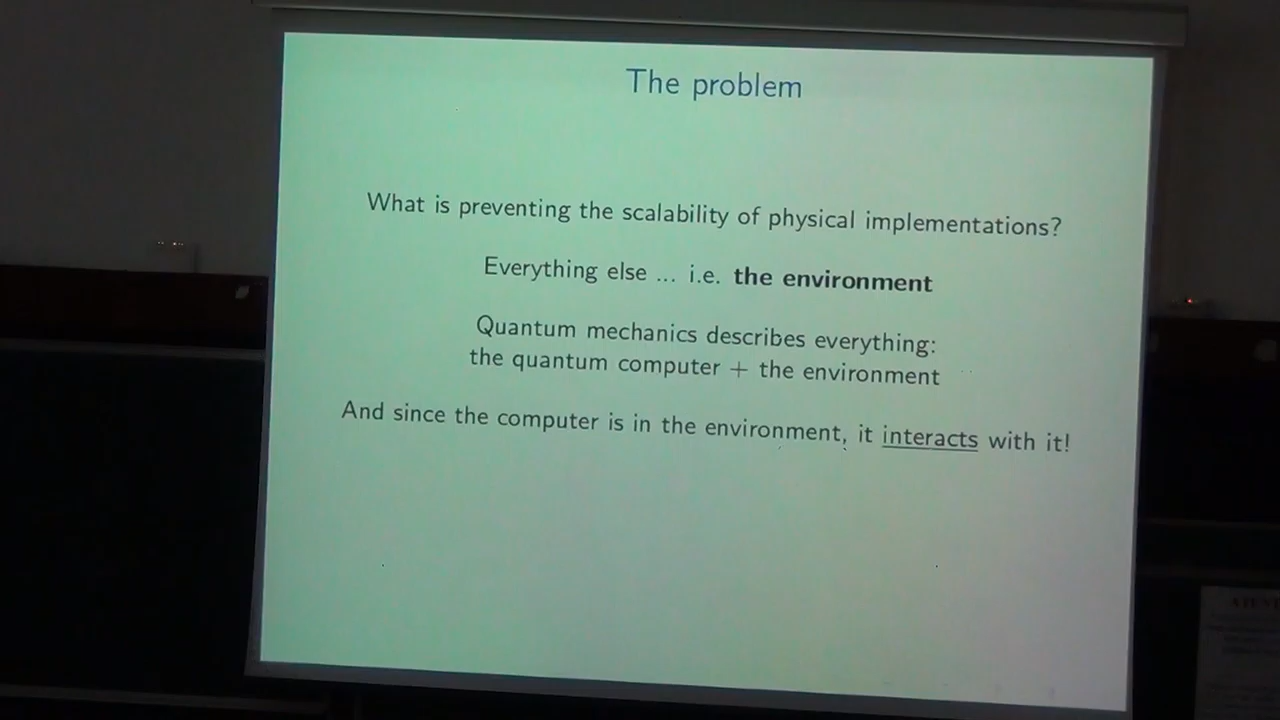 The problem
What is preventing the scalability of physical implementations?
Everything else ... i.e. the environment
Quantum mechanics describes everything:
the quantum computer + the environment
And since the computer is in the environment, it interacts with it!